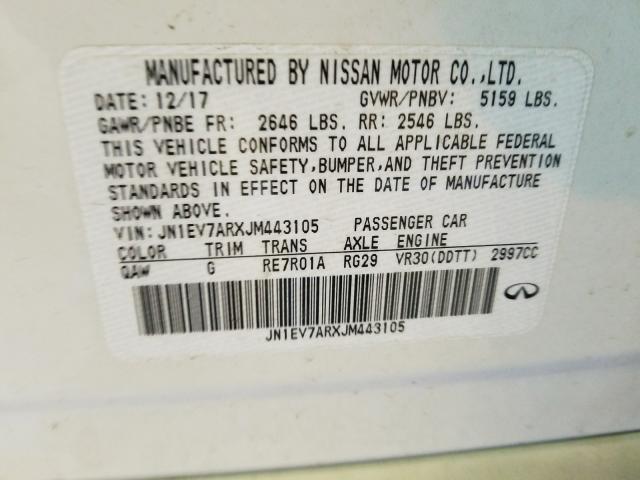 MANUFACTURED BY NISSAN MOTOR CO.,LTD.
DATE: 12/17 GVWR/PNBV: 5159 LBS.
GAWR/PNBE FR: 2646 LBS. RR: 2546 LBS.
THIS VEHICLE CONFORMS TO ALL APPLICABLE FEDERAL
MOTOR VEHICLE SAFETY,BUMPER,AND THEFT PREVENTION
STANDARDS IN EFFECT ON THE DATE OF MANUFACTURE
SHOWN ABOVE.
VIN: JN1EV7ARXJM443105 PASSENGER CAR
COLOR TRIM TRANS AXLE ENGINE
QAW G RE7R01A RG29 VR30(DDTT) 2997CC
JN1EV7ARXJM443105